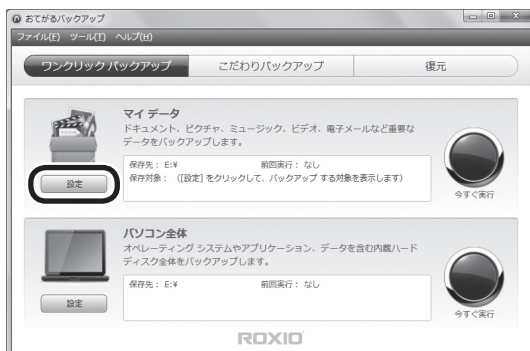 おてがるバックアップ
ファイル(F) ツール(T) ヘルプ(H)
ワンクリック バックアップ こだわりバックアップ 復元
マイ データ
ドキュメント、ピクチャ、ミュージック、ビデオ、電子メールなど重要な
データをバックアップします。
保存先： E:¥ 前回実行： なし
保存対象： （[設定] をクリックして、バックアップ する対象を表示します）
設定
今すぐ実行
パソコン全体
オペレーティング システムやアプリケーション、データを含む内蔵ハード
ディスク全体をバックアップします。
保存先： E:¥ 前回実行： なし
設定
今すぐ実行
ROXIO